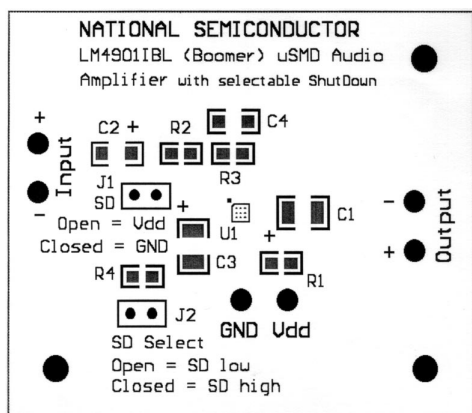 NATIONAL SEMICONDUCTOR
LM4901IBL (Boomer) uSMD Audio
Amplifier with selectable ShutDown
+
Input
-
C2 +
R2
C4
R3
J1
SD
Open = Vdd
Closed = GND
+
U1
C3
C1
+
R1
R4
J2
GND Vdd
-
Output
+
SD Select
Open = SD low
Closed = SD high